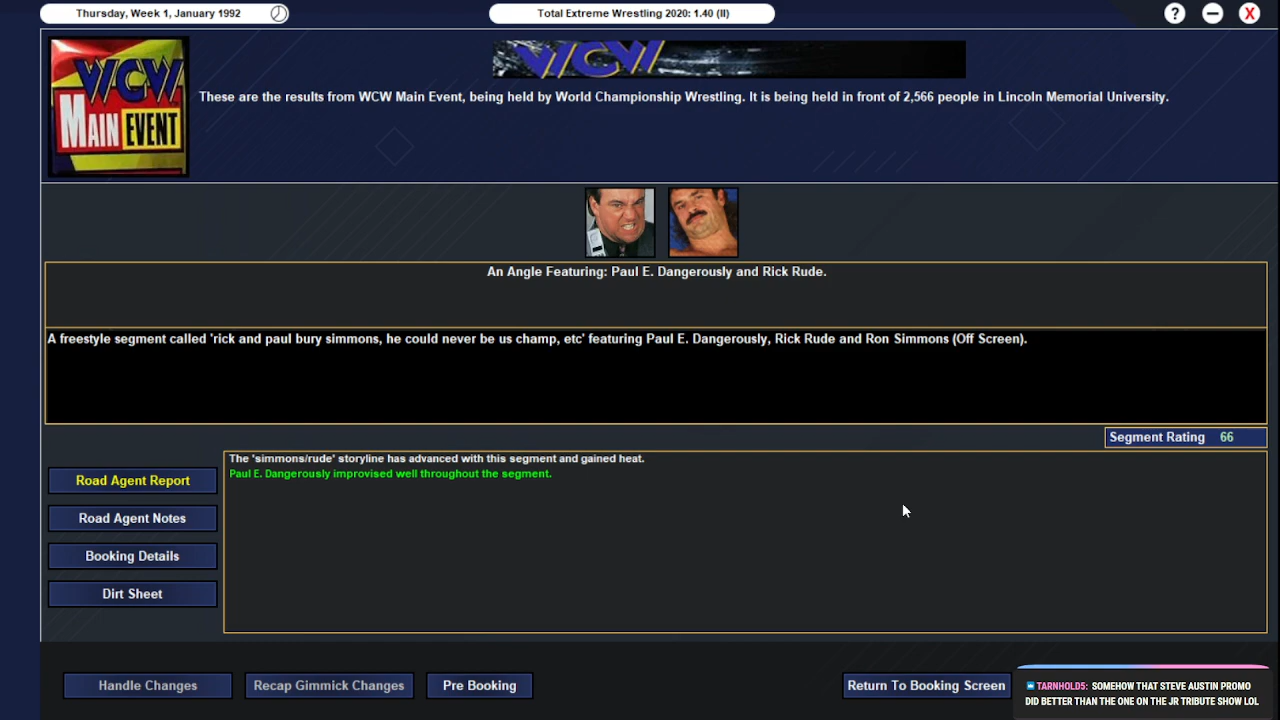 Thursday, Week 1, January 1992
Total Extreme Wrestling 2020: 1.40 (II)
?
X
WCW
MAIN EVENT
WCW
These are the results from WCW Main Event, being held by World Championship Wrestling. It is being held in front of 2,566 people in Lincoln Memorial University.
An Angle Featuring: Paul E. Dangerously and Rick Rude.
A freestyle segment called 'rick and paul bury simmons, he could never be us champ, etc' featuring Paul E. Dangerously, Rick Rude and Ron Simmons (Off Screen).
Segment Rating 66
The 'simmons/rude' storyline has advanced with this segment and gained heat.
Paul E. Dangerously improvised well throughout the segment.
Road Agent Report
Road Agent Notes
Booking Details
Dirt Sheet
Handle Changes
Recap Gimmick Changes
Pre Booking
Return To Booking Screen
TARNHOLD5: SOMEHOW THAT STEVE AUSTIN PROMO
DID BETTER THAN THE ONE ON THE JR TRIBUTE SHOW LOL